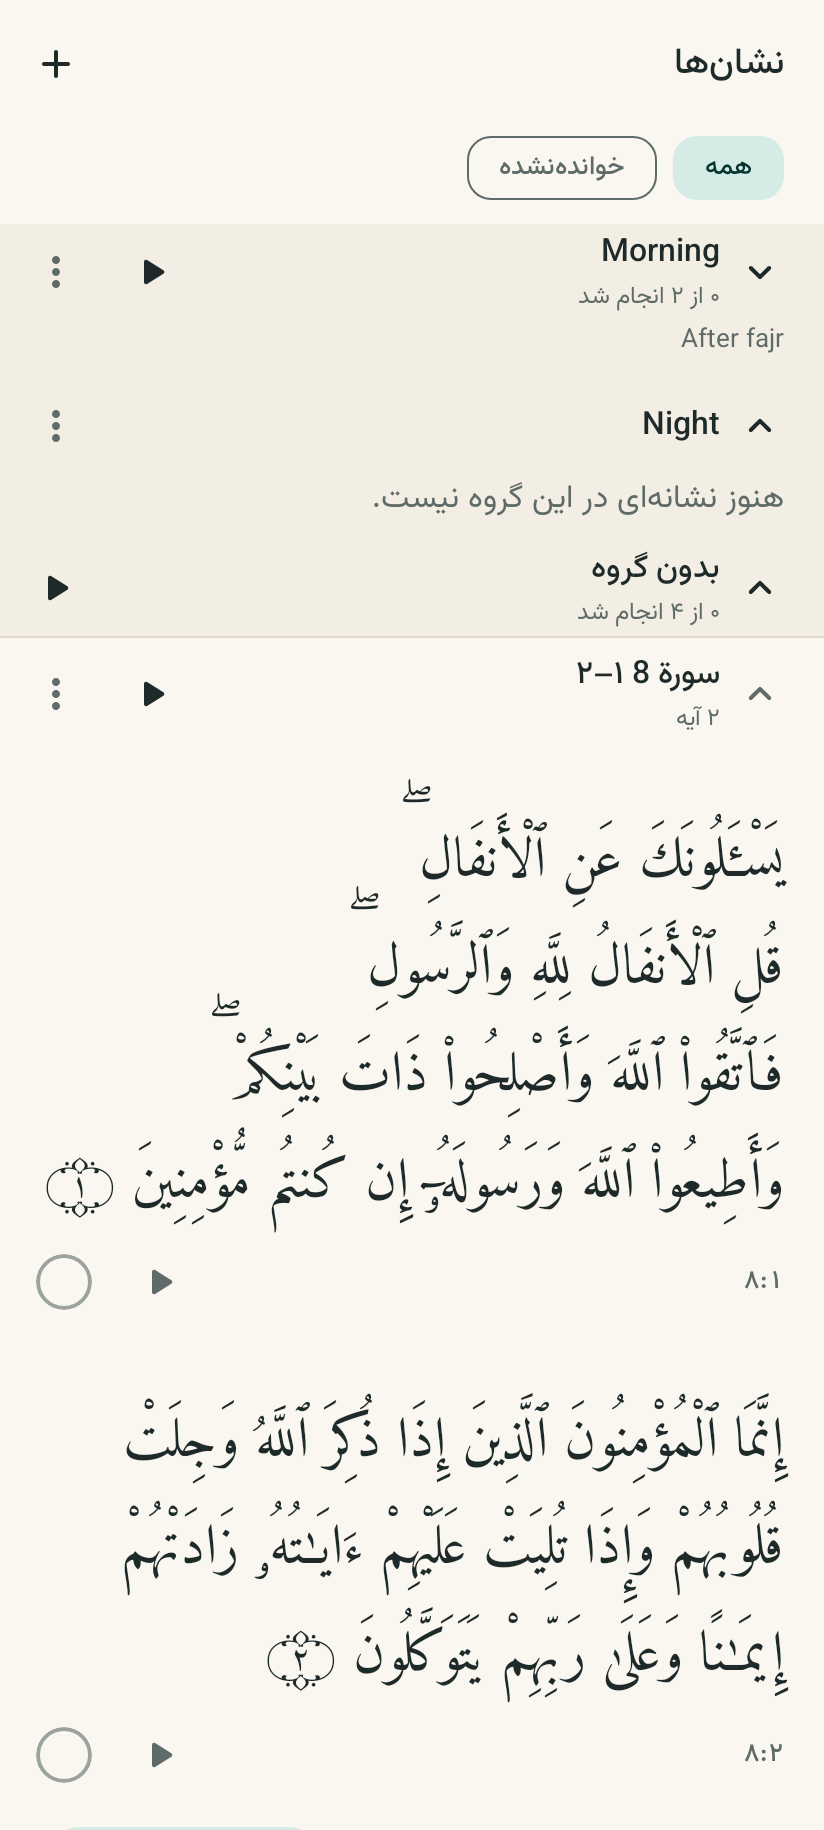 نشان‌ها
همه
خوانده‌نشده
Morning
۰ از ۲ انجام شد
After fajr
Night
هنوز نشانه‌ای در این گروه نیست.
بدون گروه
۰ از ۴ انجام شد
سورة 8 ۱–۲
۲ آیه
يَسْـَٔلُونَكَ عَنِ ٱلْأَنفَالِ ۖ
قُلِ ٱلْأَنفَالُ لِلَّهِ وَٱلرَّسُولِ ۖ
فَٱتَّقُوا۟ ٱللَّهَ وَأَصْلِحُوا۟ ذَاتَ بَيْنِكُمْ ۖ
وَأَطِيعُوا۟ ٱللَّهَ وَرَسُولَهُۥٓ إِن كُنتُم مُّؤْمِنِينَ ١
۸:۱
إِنَّمَا ٱلْمُؤْمِنُونَ ٱلَّذِينَ إِذَا ذُكِرَ ٱللَّهُ وَجِلَتْ
قُلُوبُهُمْ وَإِذَا تُلِيَتْ عَلَيْهِمْ ءَايَـٰتُهُۥ زَادَتْهُمْ
إِيمَـٰنًا وَعَلَىٰ رَبِّهِمْ يَتَوَكَّلُونَ ٢
۸:۲